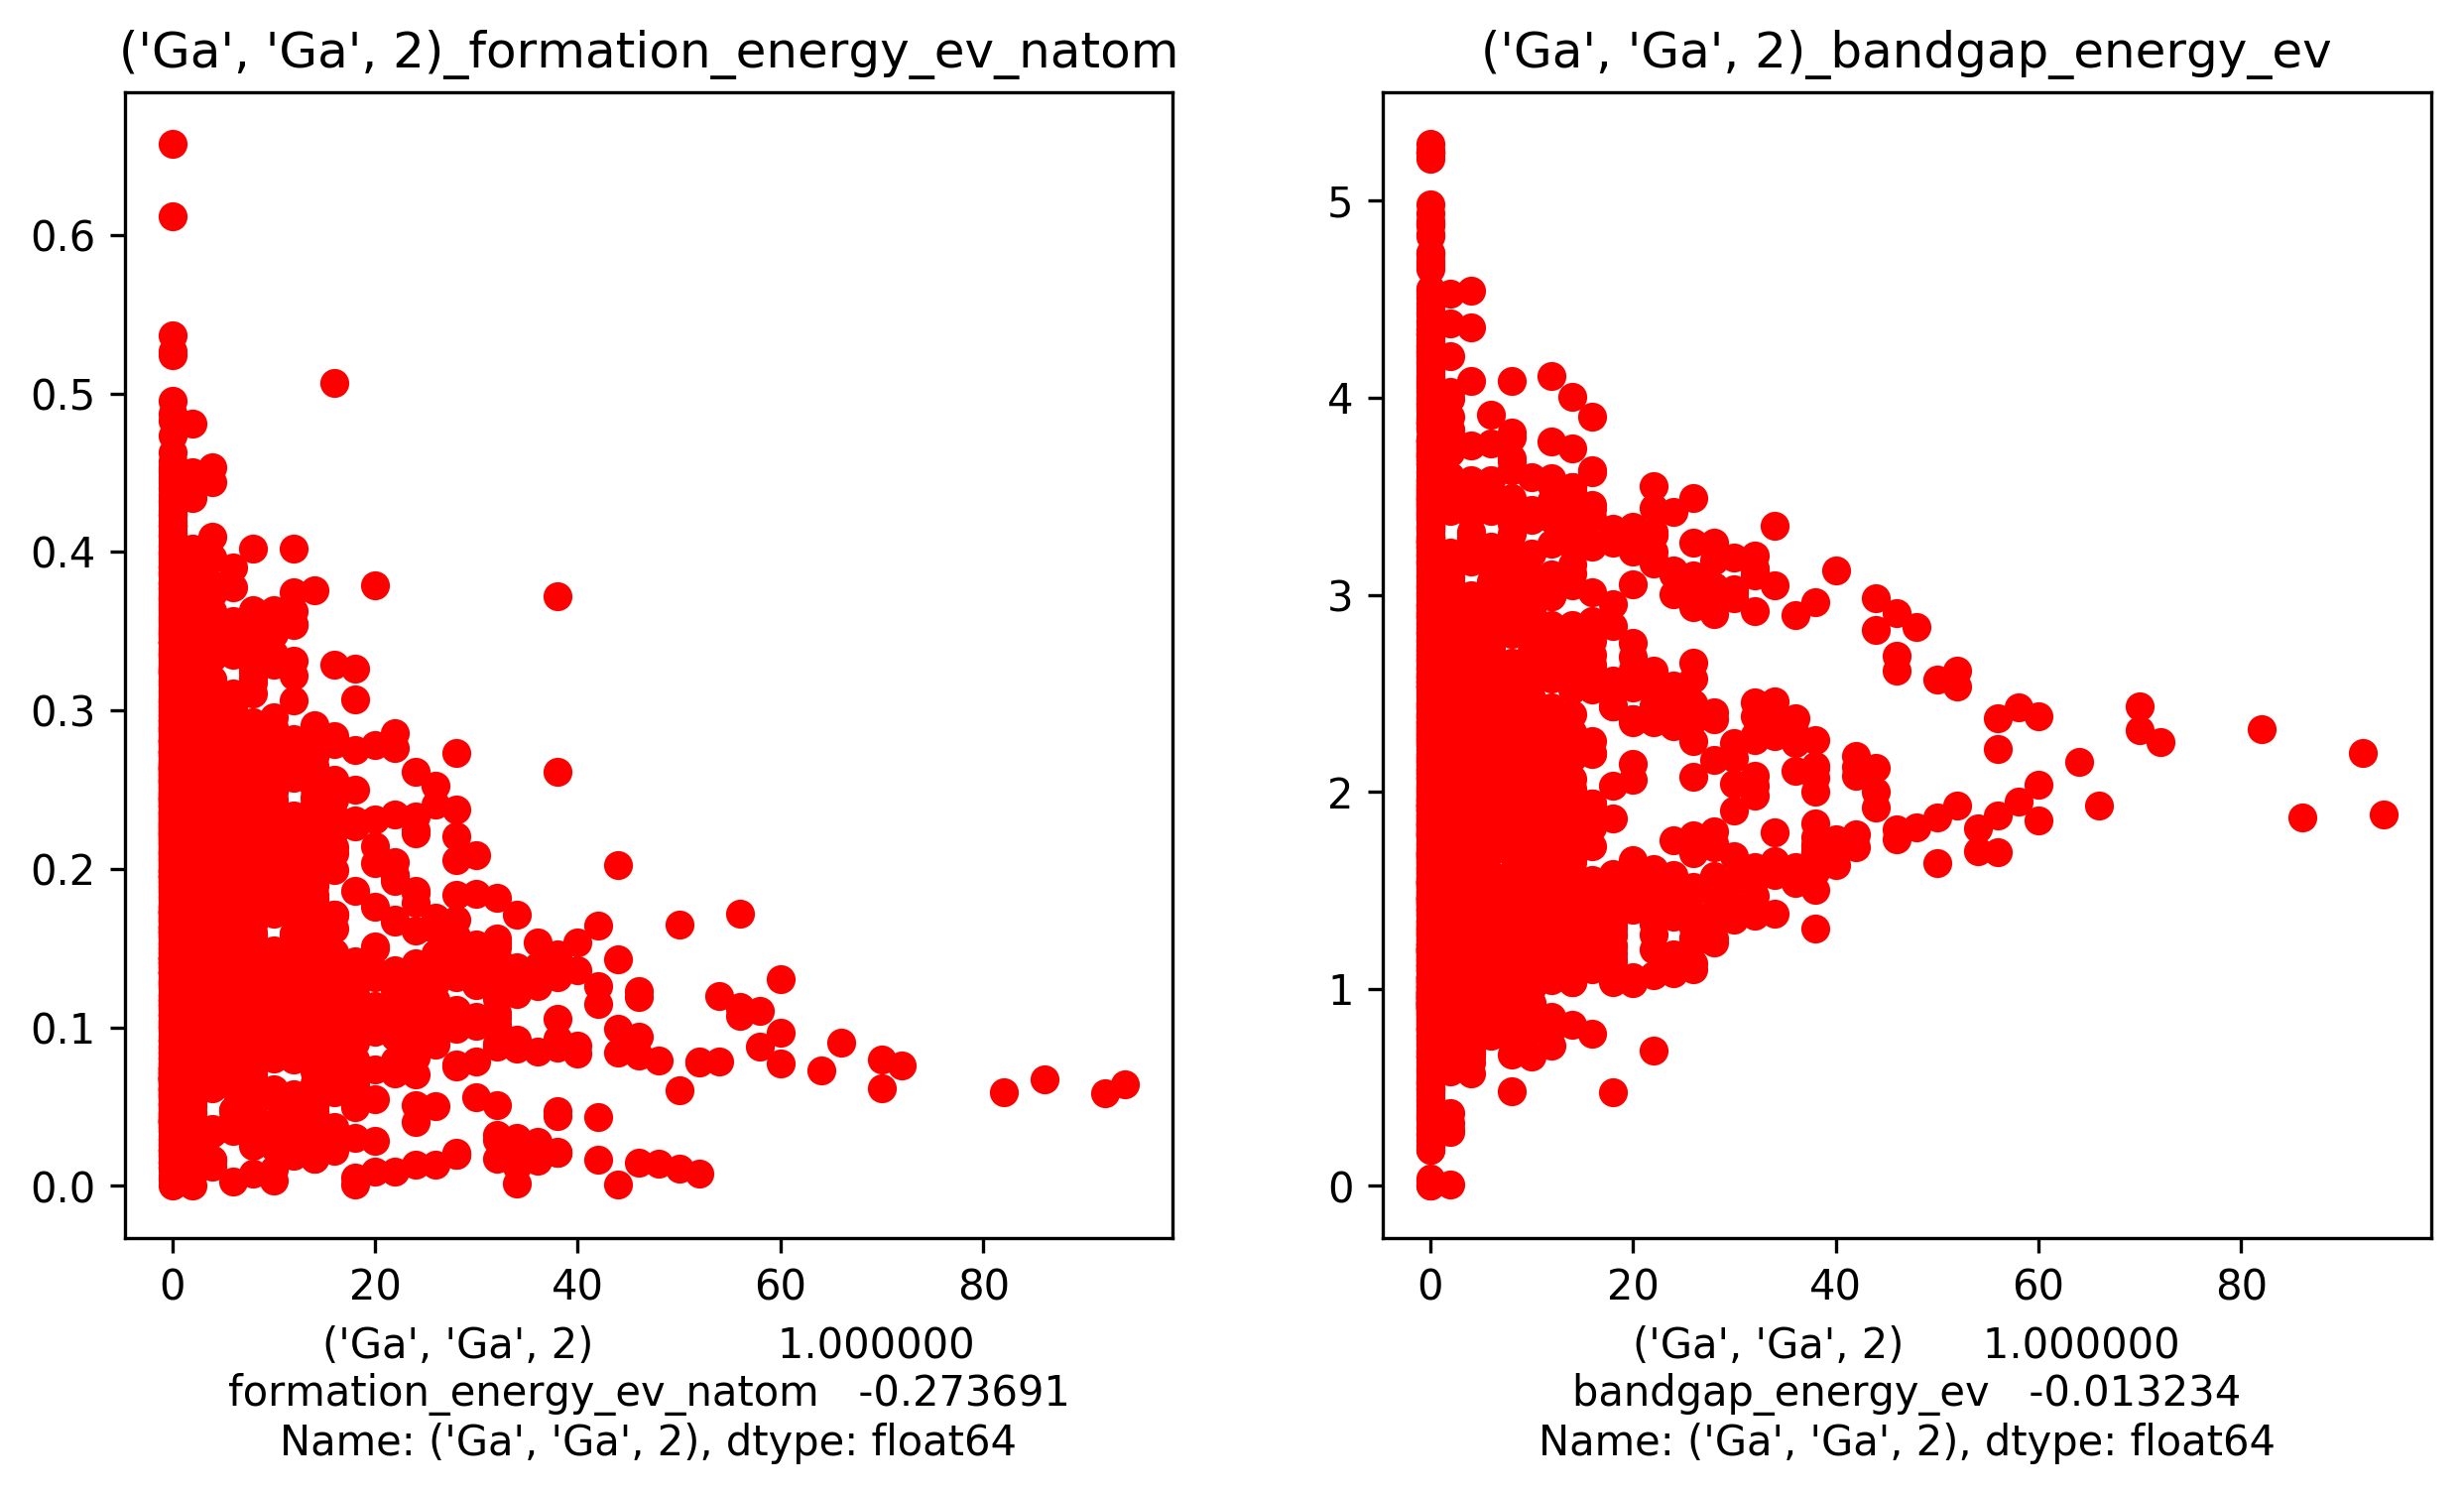 ('Ga', 'Ga', 2)_formation_energy_ev_natom
0.6
0.5
0.4
0.3
0.2
0.1
0.0
0 20 40 60 80
('Ga', 'Ga', 2) 1.000000
formation_energy_ev_natom -0.273691
Name: ('Ga', 'Ga', 2), dtype: float64
('Ga', 'Ga', 2)_bandgap_energy_ev
5
4
3
2
1
0
0 20 40 60 80
('Ga', 'Ga', 2) 1.000000
bandgap_energy_ev -0.013234
Name: ('Ga', 'Ga', 2), dtype: float64